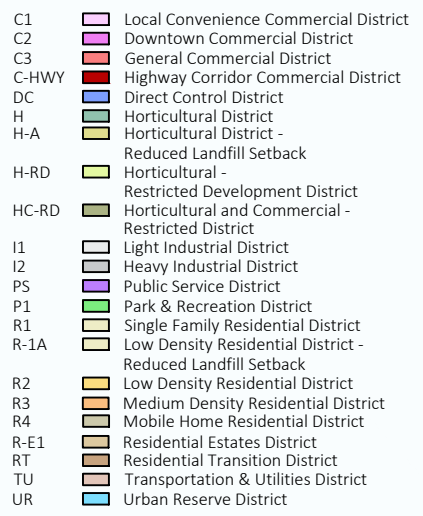 C1 Local Convenience Commercial District
C2 Downtown Commercial District
C3 General Commercial District
C-HWY Highway Corridor Commercial District
DC Direct Control District
H Horticultural District
H-A Horticultural District -
Reduced Landfill Setback
H-RD Horticultural -
Restricted Development District
HC-RD Horticultural and Commercial -
Restricted District
I1 Light Industrial District
I2 Heavy Industrial District
PS Public Service District
P1 Park & Recreation District
R1 Single Family Residential District
R-1A Low Density Residential District -
Reduced Landfill Setback
R2 Low Density Residential District
R3 Medium Density Residential District
R4 Mobile Home Residential District
R-E1 Residential Estates District
RT Residential Transition District
TU Transportation & Utilities District
UR Urban Reserve District